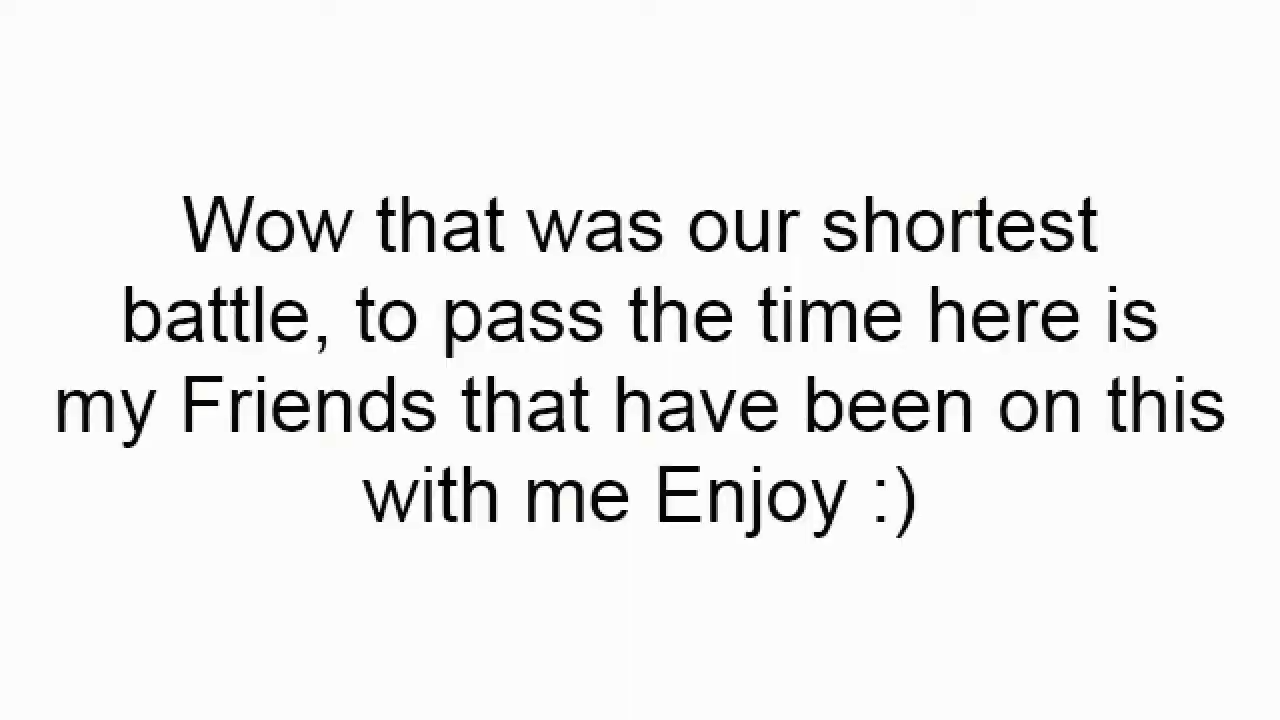 Wow that was our shortest
battle, to pass the time here is
my Friends that have been on this
with me Enjoy :)